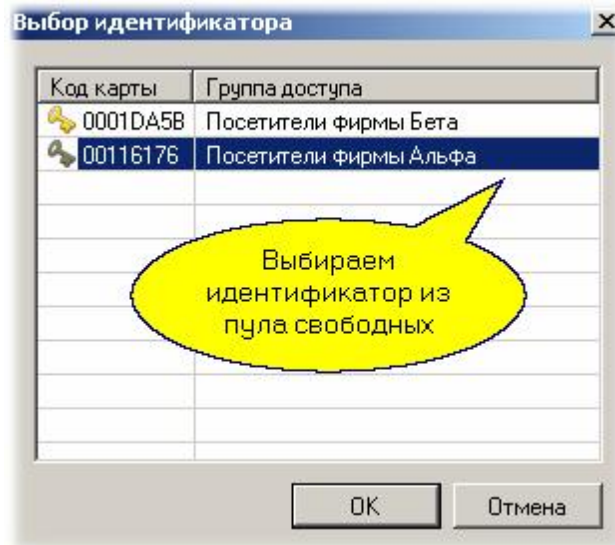 Выбор идентификатора
Код карты Группа доступа
0001DA5B Посетители фирмы Бета
00116176 Посетители фирмы Альфа
Выбираем
идентификатор из
пула свободных
OK Отмена